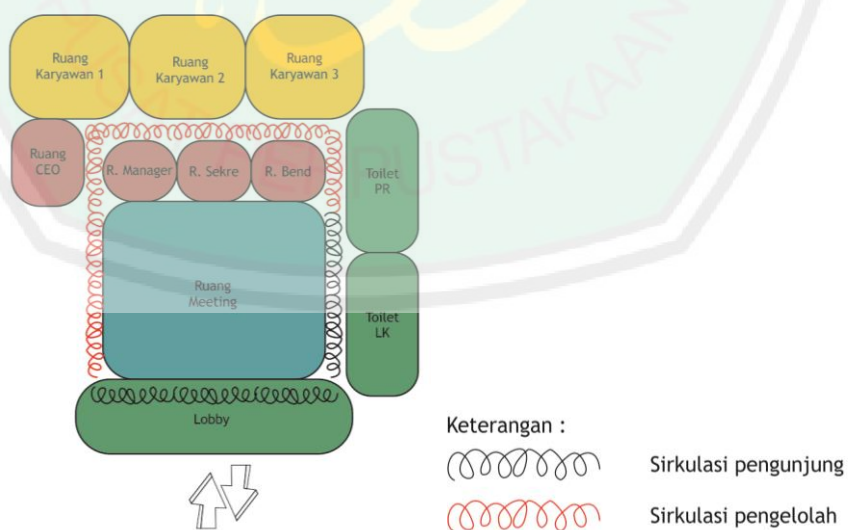 Ruang
Karyawan 1
Ruang
Karyawan 2
Ruang
Karyawan 3
Ruang
CEO
R. Manager
R. Sekre
R. Bend
Toilet
PR
Ruang
Meeting
Toilet
LK
Lobby
Keterangan :
Sirkulasi pengunjung
Sirkulasi pengelolah